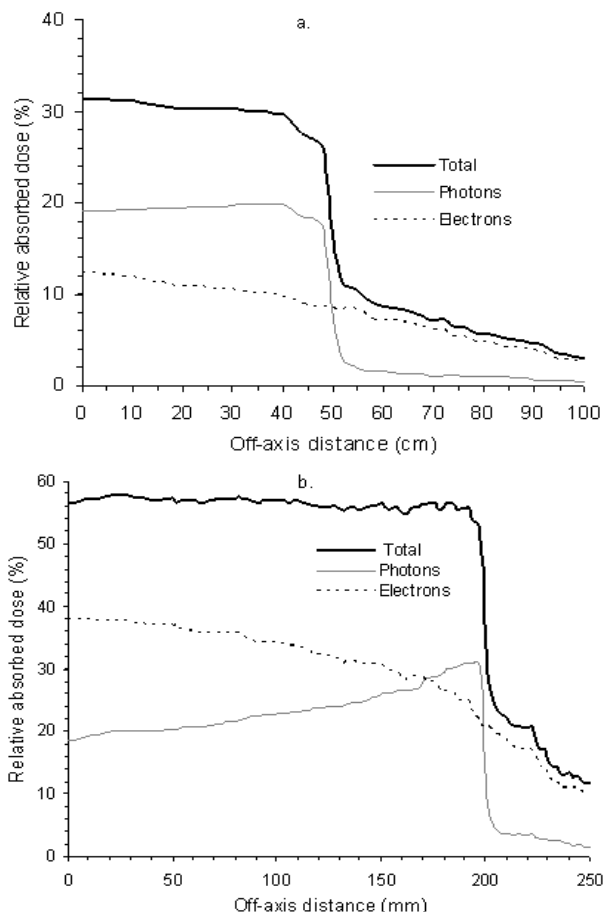 a.
40
30
20
10
0
Relative absorbed dose (%)
Total
Photons
Electrons
0 10 20 30 40 50 60 70 80 90 100
Off-axis distance (cm)
b.
60
50
40
30
20
10
0
Relative absorbed dose (%)
Total
Photons
Electrons
0 50 100 150 200 250
Off-axis distance (mm)